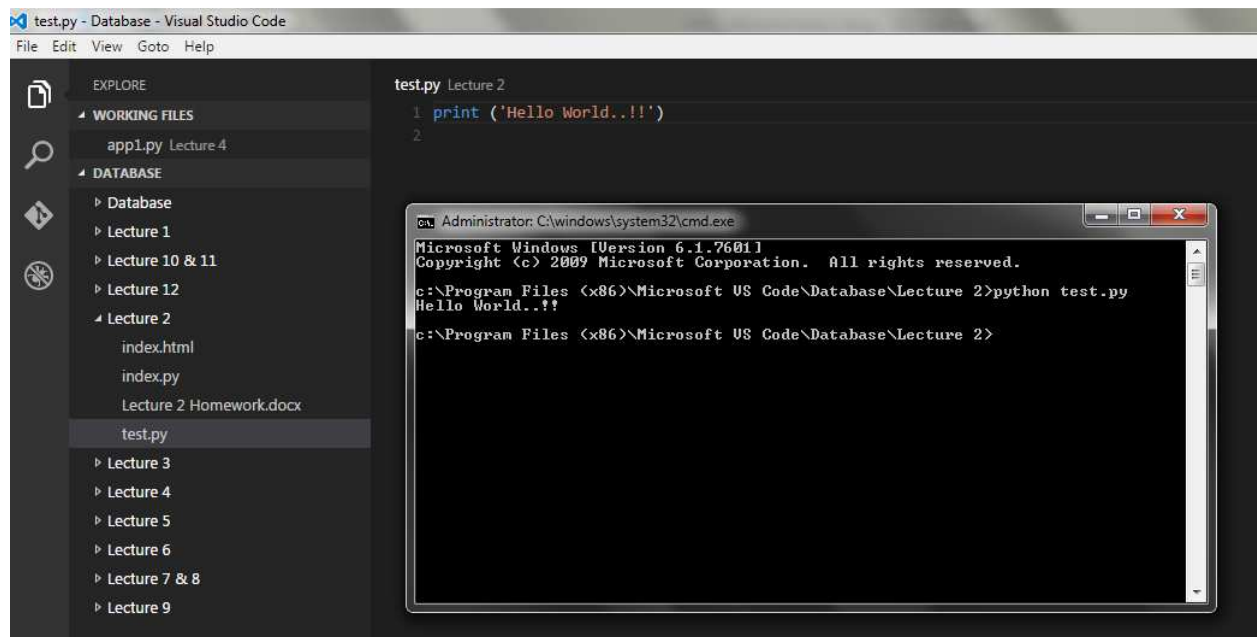 test.py - Database - Visual Studio Code
File Edit View Goto Help
EXPLORE
WORKING FILES
app1.py Lecture 4
DATABASE
Database
Lecture 1
Lecture 10 & 11
Lecture 12
Lecture 2
index.html
index.py
Lecture 2 Homework.docx
test.py
Lecture 3
Lecture 4
Lecture 5
Lecture 6
Lecture 7 & 8
Lecture 9
test.py Lecture 2
1 print ('Hello World..!!')
2
Administrator: C:\windows\system32\cmd.exe
Microsoft Windows [Version 6.1.7601]
Copyright (c) 2009 Microsoft Corporation. All rights reserved.
c:\Program Files (x86)\Microsoft VS Code\Database\Lecture 2>python test.py
Hello World..!!
c:\Program Files (x86)\Microsoft VS Code\Database\Lecture 2>